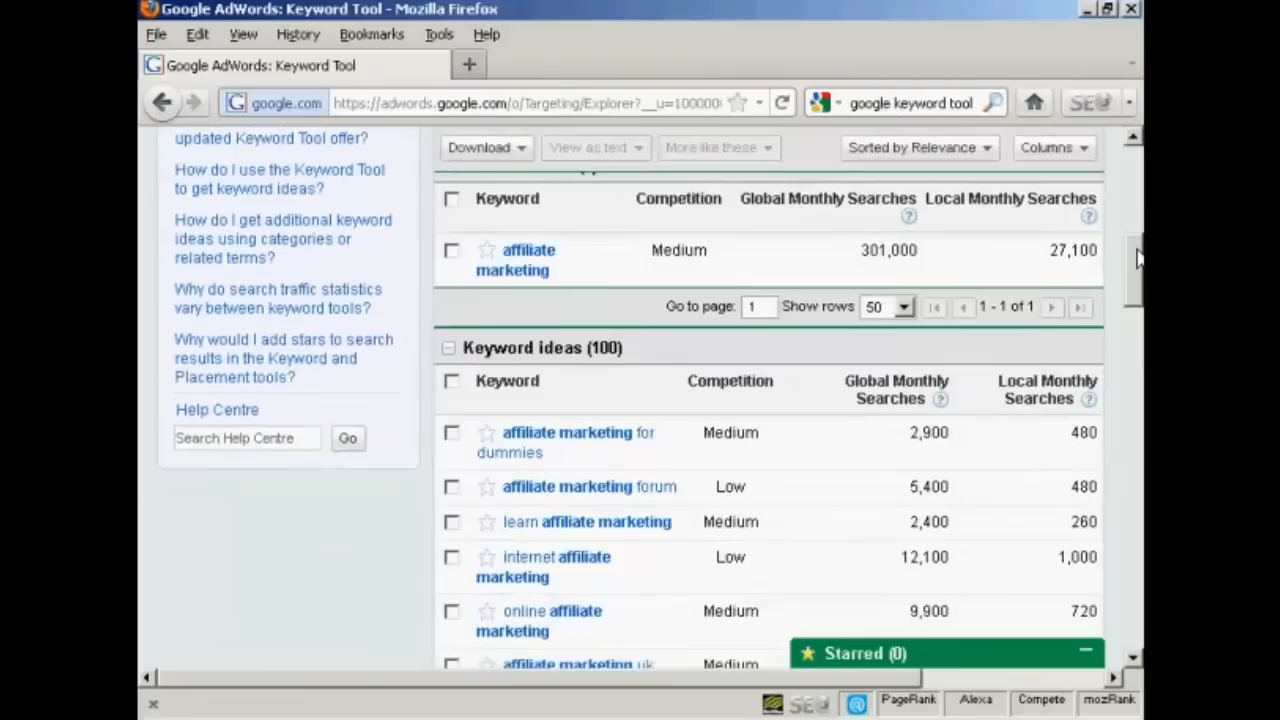 Google AdWords: Keyword Tool - Mozilla Firefox
File Edit View History Bookmarks Tools Help
Google AdWords: Keyword Tool
google.com https://adwords.google.com/o/Targeting/Explorer?__u=100000 google keyword tool SEO
updated Keyword Tool offer?
How do I use the Keyword Tool
to get keyword ideas?
How do I get additional keyword
ideas using categories or
related terms?
Why do search traffic statistics
vary between keyword tools?
Why would I add stars to search
results in the Keyword and
Placement tools?
Help Centre
Search Help Centre Go
Download View as text More like these Sorted by Relevance Columns
Keyword Competition Global Monthly Searches Local Monthly Searches
affiliate Medium 301,000 27,100
marketing
Go to page: 1 Show rows 50 1 - 1 of 1
Keyword ideas (100)
Keyword Competition Global Monthly Local Monthly
Searches Searches
affiliate marketing for Medium 2,900 480
dummies
affiliate marketing forum Low 5,400 480
learn affiliate marketing Medium 2,400 260
internet affiliate Low 12,100 1,000
marketing
online affiliate Medium 9,900 720
marketing
affiliate marketing uk Medium
Starred (0)
SEO PageRank Alexa Compete mozRank